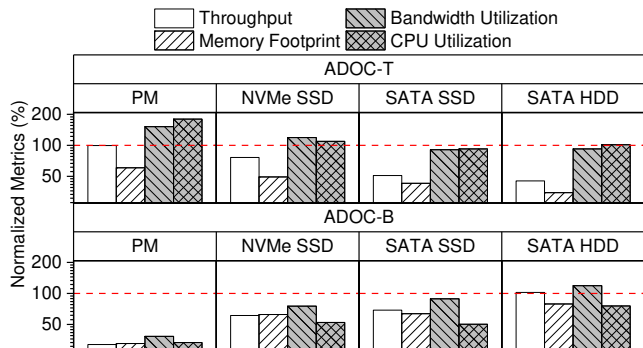 Throughput Bandwidth Utilization
Memory Footprint CPU Utilization
ADOC-T
PM NVMe SSD SATA SSD SATA HDD
200
100
50
ADOC-B
PM NVMe SSD SATA SSD SATA HDD
200
100
50
Normalized Metrics (%)